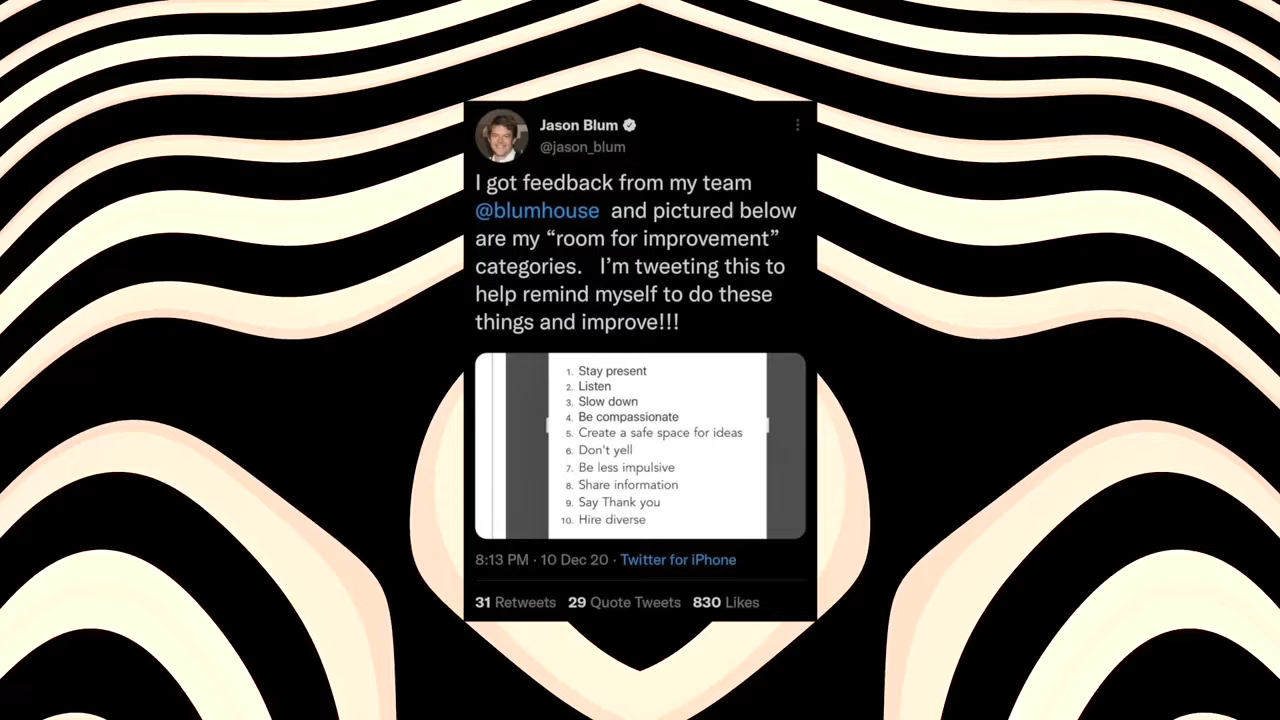 Jason Blum
@jason_blum
I got feedback from my team
@blumhouse and pictured below
are my “room for improvement”
categories. I’m tweeting this to
help remind myself to do these
things and improve!!!
1. Stay present
2. Listen
3. Slow down
4. Be compassionate
5. Create a safe space for ideas
6. Don't yell
7. Be less impulsive
8. Share information
9. Say Thank you
10. Hire diverse
8:13 PM · 10 Dec 20 · Twitter for iPhone
31 Retweets 29 Quote Tweets 830 Likes